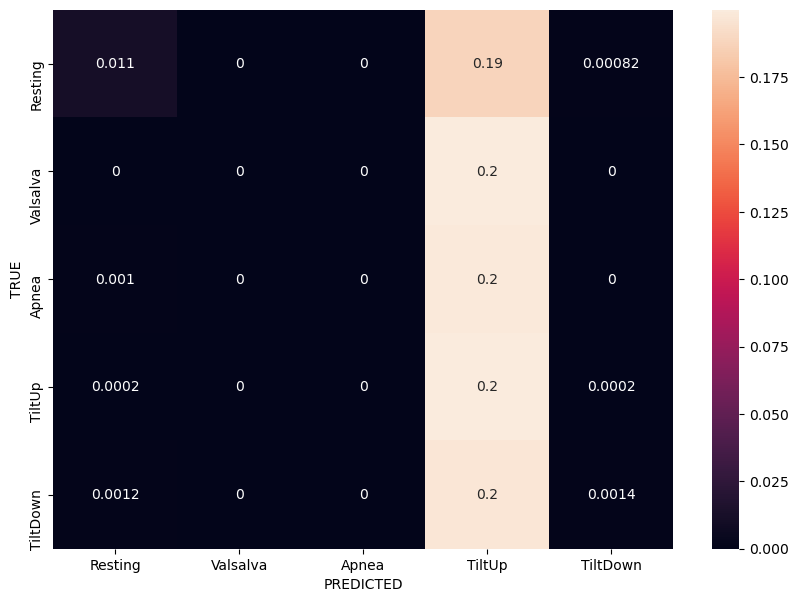 Resting 0.011 0 0 0.19 0.00082
Valsalva 0 0 0 0.2 0
Apnea 0.001 0 0 0.2 0
TiltUp 0.0002 0 0 0.2 0.0002
TiltDown 0.0012 0 0 0.2 0.0014
TRUE
Resting Valsalva Apnea TiltUp TiltDown
PREDICTED
0.175
0.150
0.125
0.100
0.075
0.050
0.025
0.000